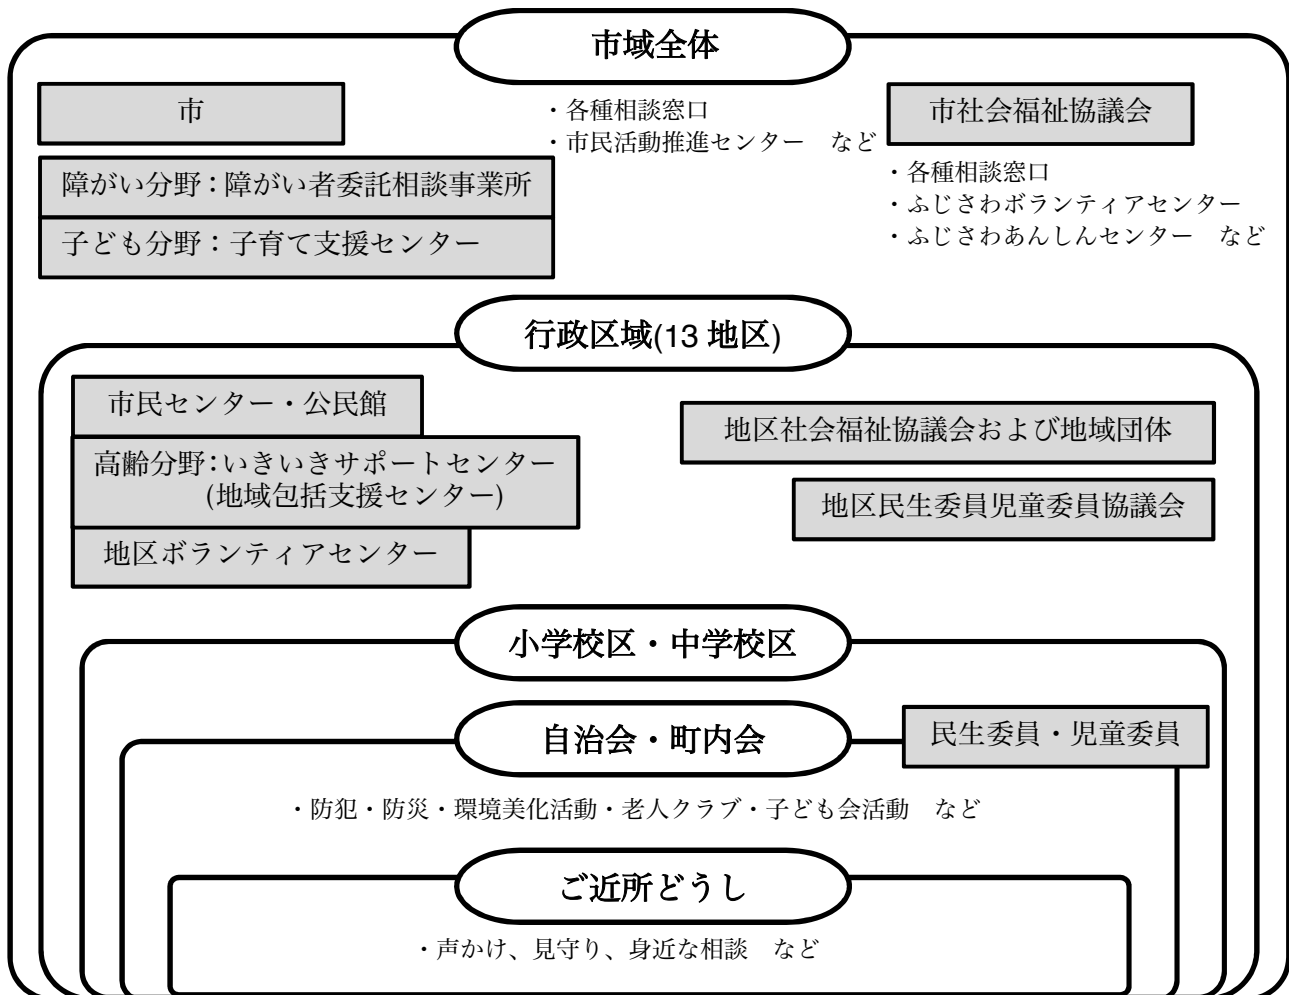 市域全体
市
・各種相談窓口
・市民活動推進センター　など
障がい分野：障がい者委託相談事業所
子ども分野：子育て支援センター
市社会福祉協議会
・各種相談窓口
・ふじさわボランティアセンター
・ふじさわあんしんセンター　など
行政区域(13 地区)
市民センター・公民館
高齢分野：いきいきサポートセンター
(地域包括支援センター)
地区ボランティアセンター
地区社会福祉協議会および地域団体
地区民生委員児童委員協議会
小学校区・中学校区
自治会・町内会
民生委員・児童委員
・防犯・防災・環境美化活動・老人クラブ・子ども会活動　など
ご近所どうし
・声かけ、見守り、身近な相談　など